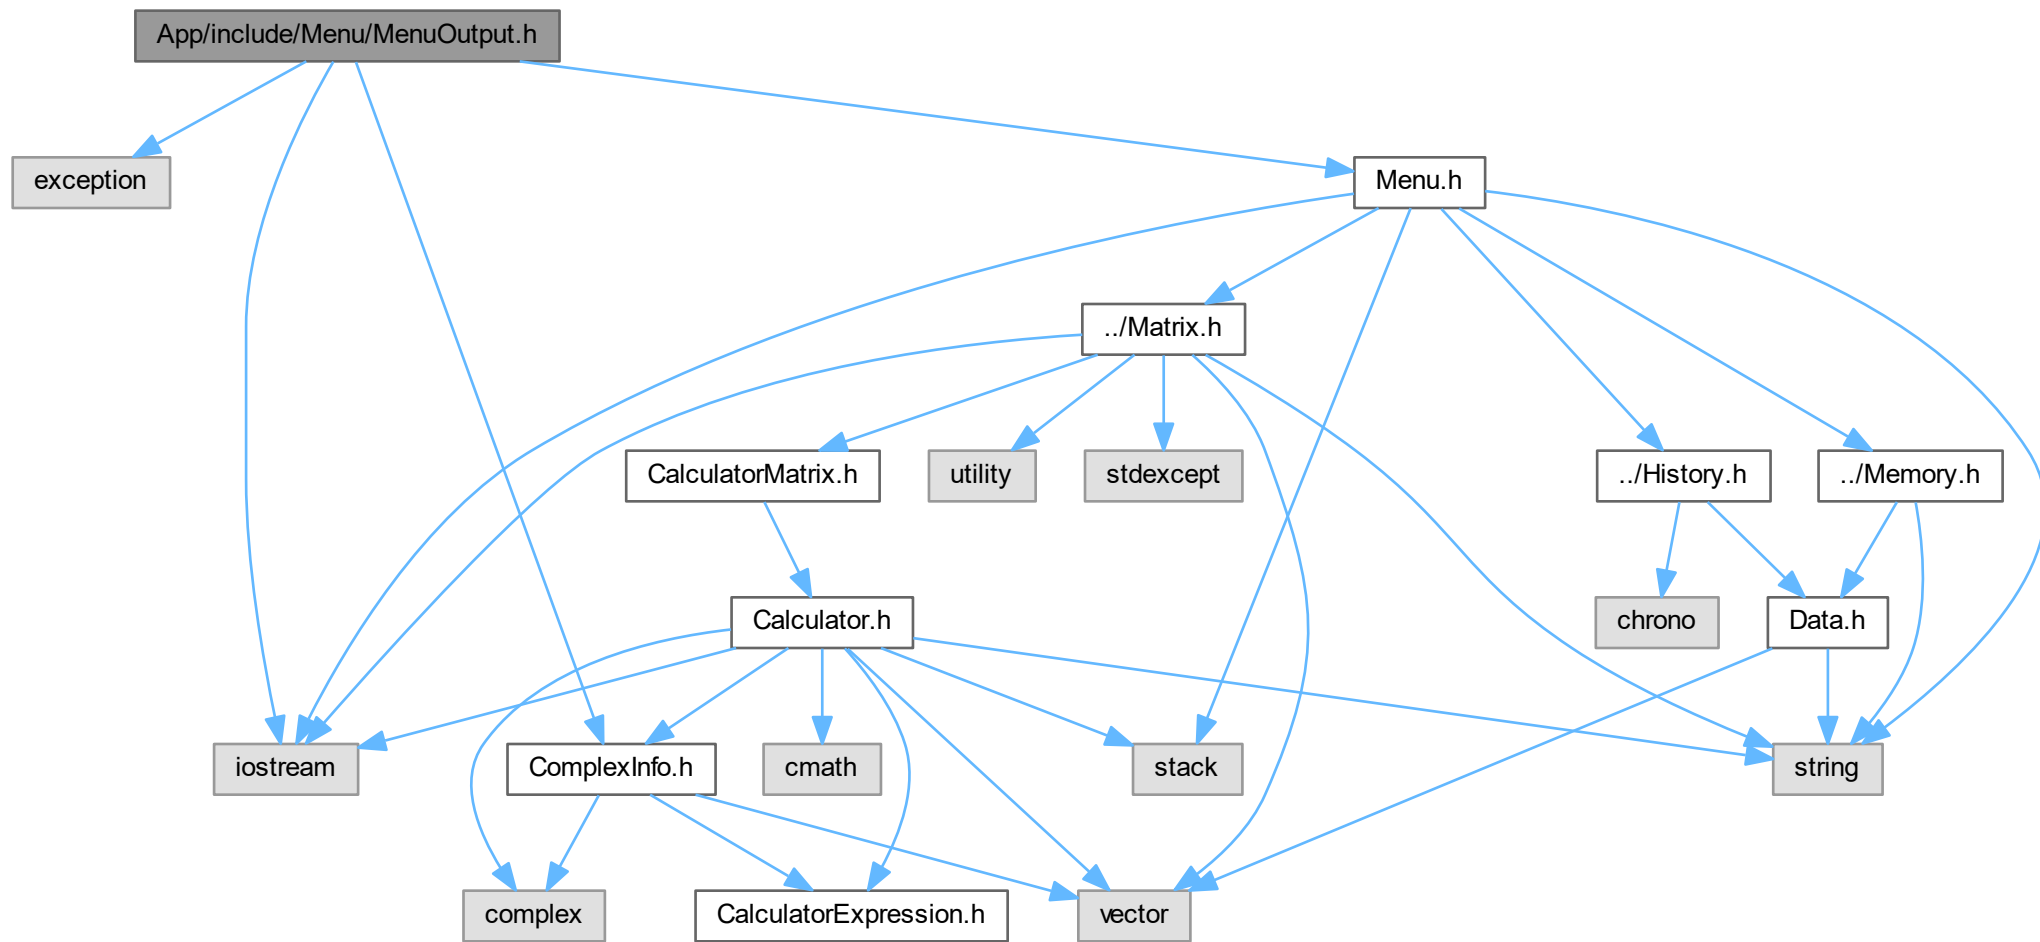 App/include/Menu/MenuOutput.h
exception
Menu.h
../Matrix.h
CalculatorMatrix.h
utility
stdexcept
../History.h
../Memory.h
Calculator.h
chrono
Data.h
iostream
ComplexInfo.h
cmath
stack
string
complex
CalculatorExpression.h
vector